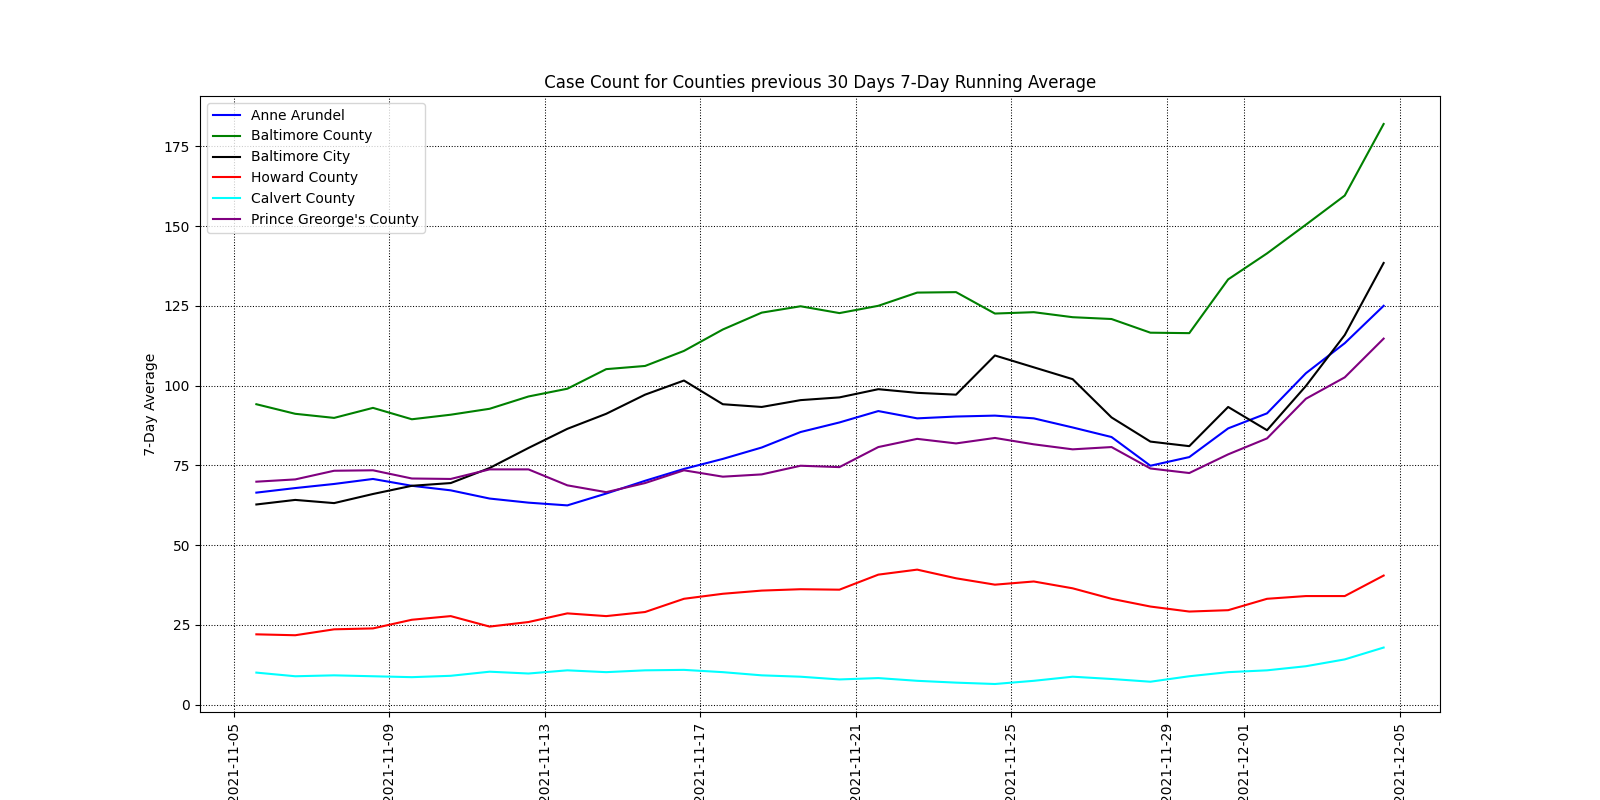 Case Count for Counties previous 30 Days 7-Day Running Average
Anne Arundel
Baltimore County
Baltimore City
Howard County
Calvert County
Prince Greorge's County
175
150
125
100
75
50
25
0
7-Day Average
2021-11-05
2021-11-09
2021-11-13
2021-11-17
2021-11-21
2021-11-25
2021-11-29
2021-12-01
2021-12-05